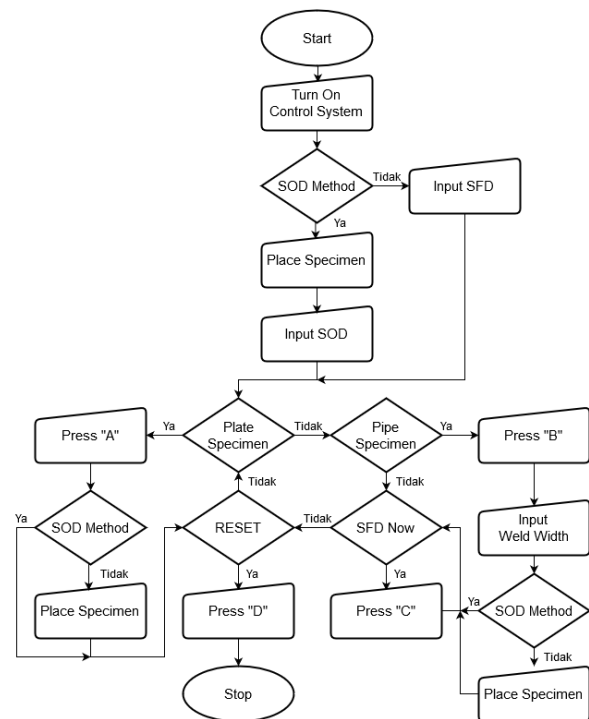 Start
Turn On
Control System
SOD Method
Tidak
Input SFD
Ya
Place Specimen
Input SOD
Press "A"
Ya
Plate
Specimen
Tidak
Pipe
Specimen
Ya
Press "B"
Tidak
Tidak
Ya
SOD Method
RESET
Tidak
SFD Now
Input
Weld Width
Tidak
Ya
Ya
Place Specimen
Press "D"
Press "C"
Ya
SOD Method
Tidak
Stop
Place Specimen